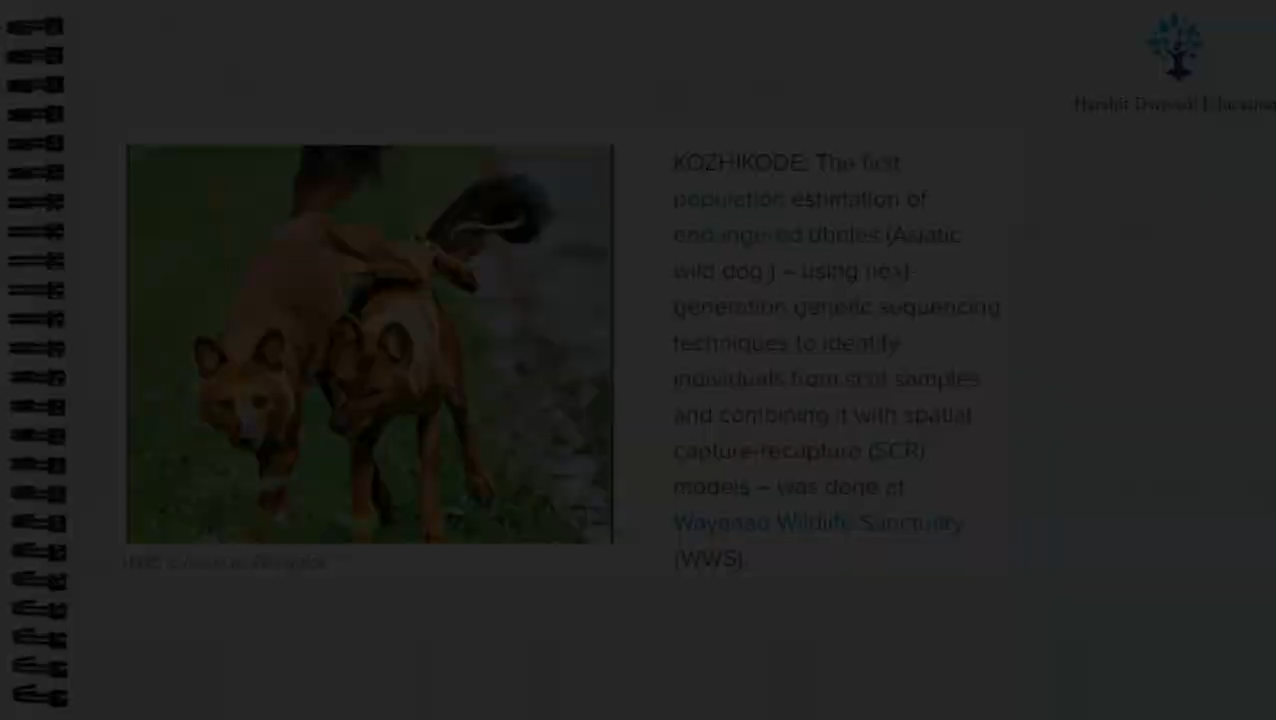 KOZHIKODE: The first
population estimation of
endangered dholes (Asiatic
wild dog ) – using next-
generation genetic sequencing
techniques to identify
individuals from scat samples
and combining it with spatial
capture-recapture (SCR)
models – was done at
Wayanad Wildlife Sanctuary
(WWS).